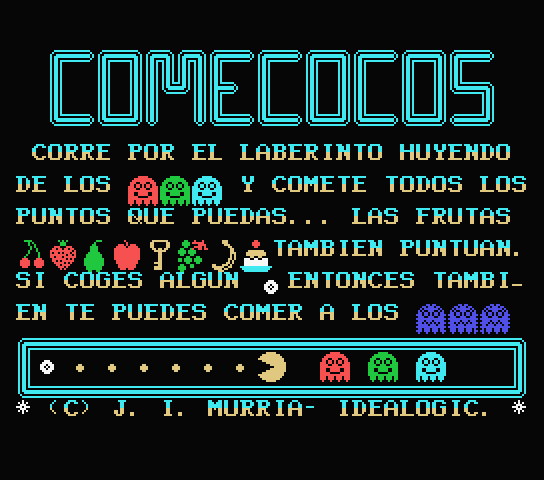 COMECOCOS
CORRE POR EL LABERINTO HUYENDO
DE LOS Y COMETE TODOS LOS
PUNTOS QUE PUEDAS... LAS FRUTAS
TAMBIEN PUNTUAN.
SI COGES ALGUN ENTONCES TAMBI-
EN TE PUEDES COMER A LOS
* (C) J. I. MURRIA- IDEALOGIC. *